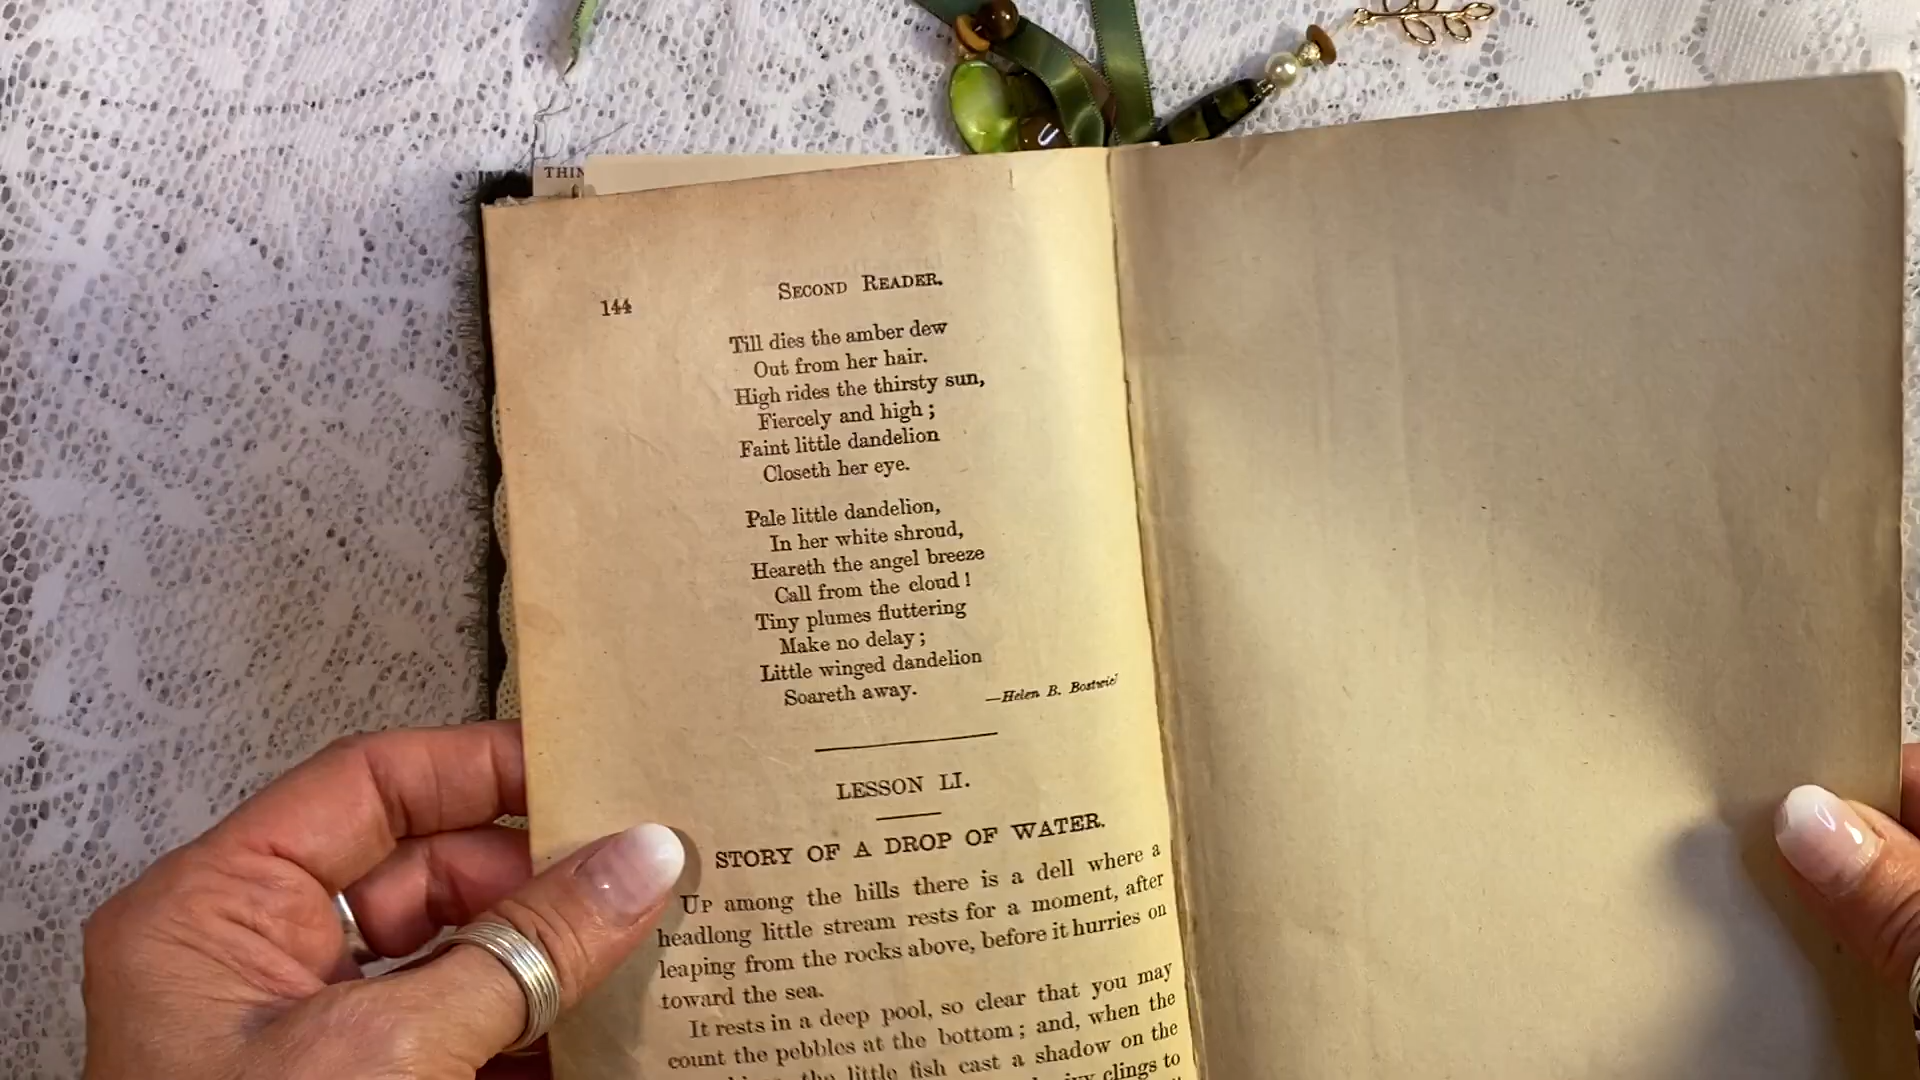 THIN
144
SECOND READER.
Till dies the amber dew
Out from her hair.
High rides the thirsty sun,
Fiercely and high;
Faint little dandelion
Closeth her eye.
Pale little dandelion,
In her white shroud,
Heareth the angel breeze
Call from the cloud!
Tiny plumes fluttering
Make no delay;
Little winged dandelion
Soareth away.
—Helen B.
LESSON LI.
STORY OF A DROP OF WATER.
UP among the hills there is a dell where a
headlong little stream rests for a moment, after
leaping from the rocks above, before it hurries on
toward the sea.
It rests in a deep pool, so clear that you may
count the pebbles at the bottom; and, when the
the little fish cast a shadow on the
ivy clings to